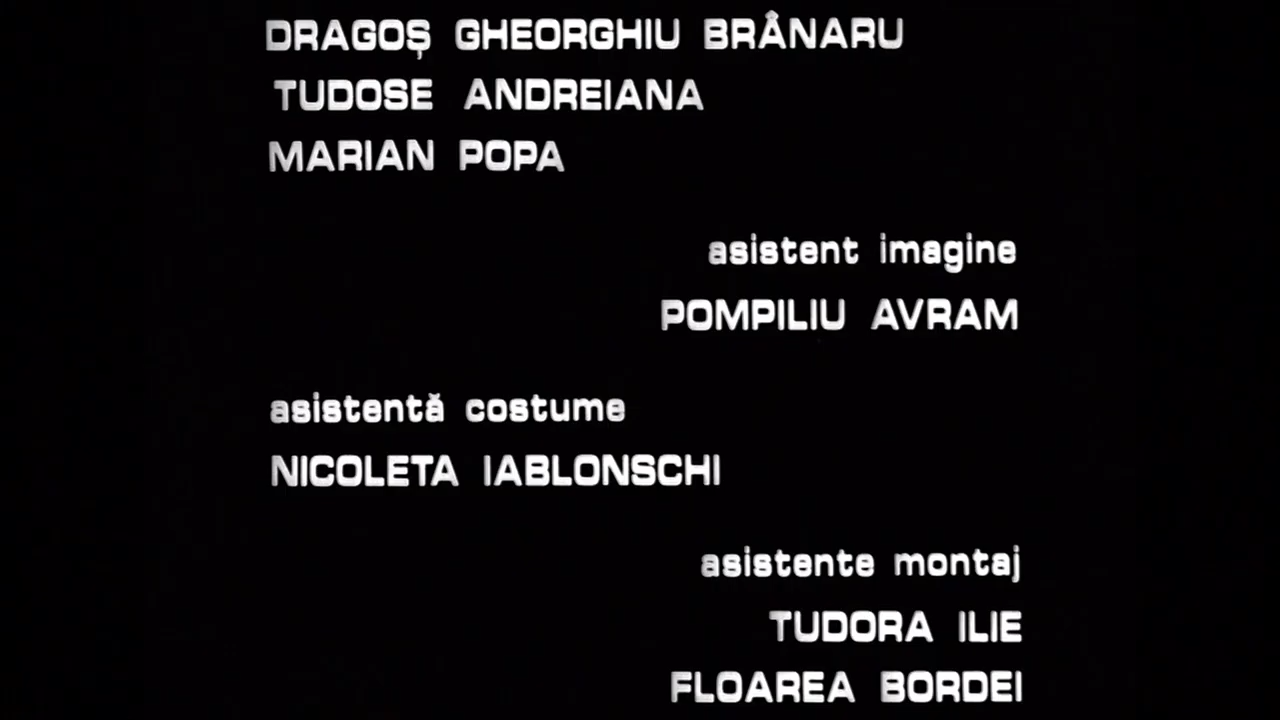 DRAGOȘ GHEORGHIU BRÂNARU
TUDOSE ANDREIANA
MARIAN POPA
asistent imagine
POMPILIU AVRAM
asistentă costume
NICOLETA IABLONSCHI
asistente montaj
TUDORA ILIE
FLOAREA BORDEI